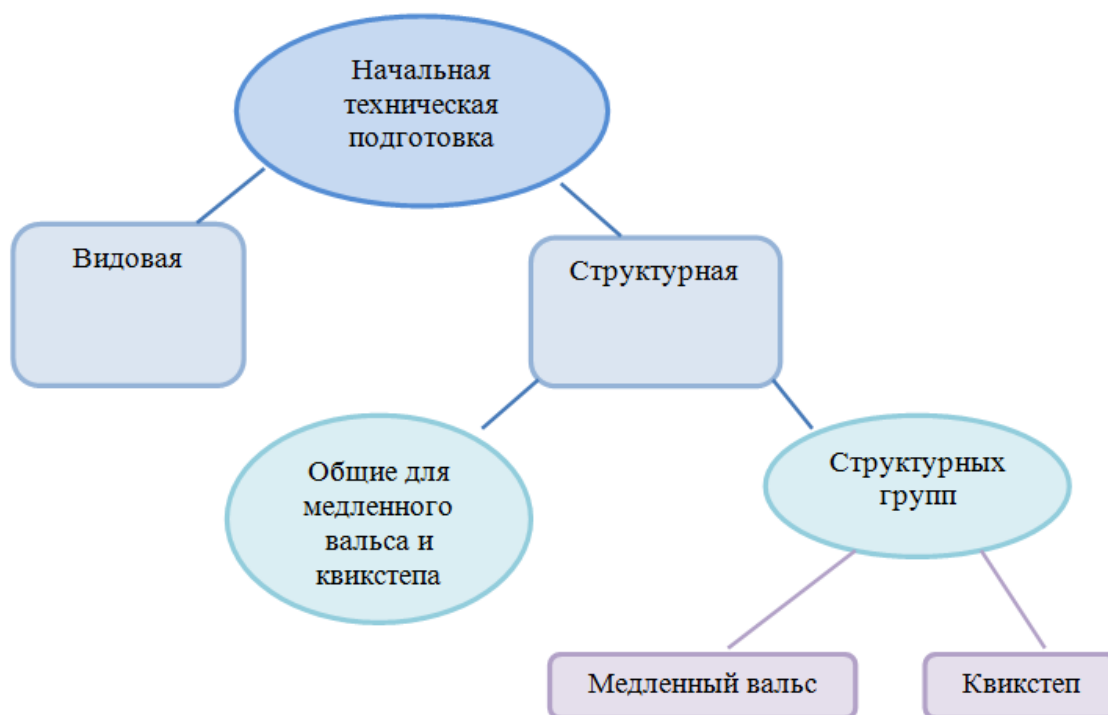 Начальная
техническая
подготовка
Видовая
Структурная
Общие для
медленного
вальса и
квикстепа
Структурных
групп
Медленный вальс
Квикстеп